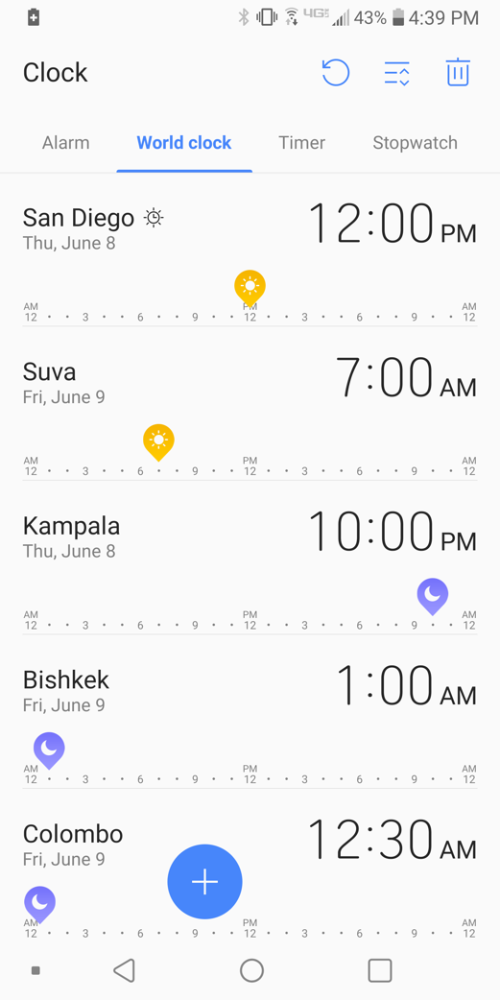 4G 43% 4:39 PM
Clock
Alarm World clock Timer Stopwatch
San Diego 12:00 PM
Thu, June 8
AM PM AM
12 · · 3 · · 6 · · 9 · · 12 · · 3 · · 6 · · 9 · · 12
Suva 7:00 AM
Fri, June 9
AM PM AM
12 · · 3 · · 6 · · 9 · · 12 · · 3 · · 6 · · 9 · · 12
Kampala 10:00 PM
Thu, June 8
AM PM AM
12 · · 3 · · 6 · · 9 · · 12 · · 3 · · 6 · · 9 · · 12
Bishkek 1:00 AM
Fri, June 9
AM PM AM
12 · · 3 · · 6 · · 9 · · 12 · · 3 · · 6 · · 9 · · 12
Colombo 12:30 AM
Fri, June 9
AM PM AM
12 · · 3 · · 6 · · 9 · · 12 · · 3 · · 6 · · 9 · · 12